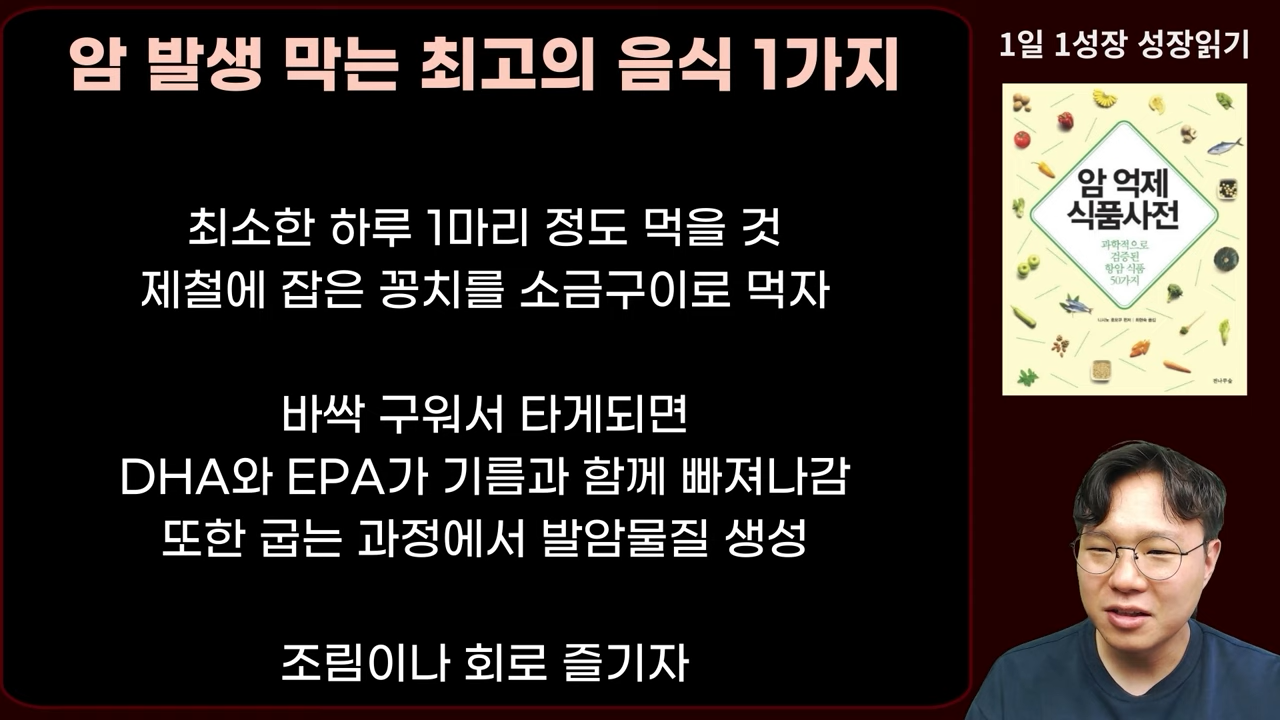 암 발생 막는 최고의 음식 1가지
최소한 하루 1마리 정도 먹을 것
제철에 잡은 꽁치를 소금구이로 먹자
바싹 구워서 타게되면
DHA와 EPA가 기름과 함께 빠져나감
또한 굽는 과정에서 발암물질 생성
조림이나 회로 즐기자
1일 1성장 성장읽기
암 억제
식품사전
과학적으로
검증된
항암 식품
50가지